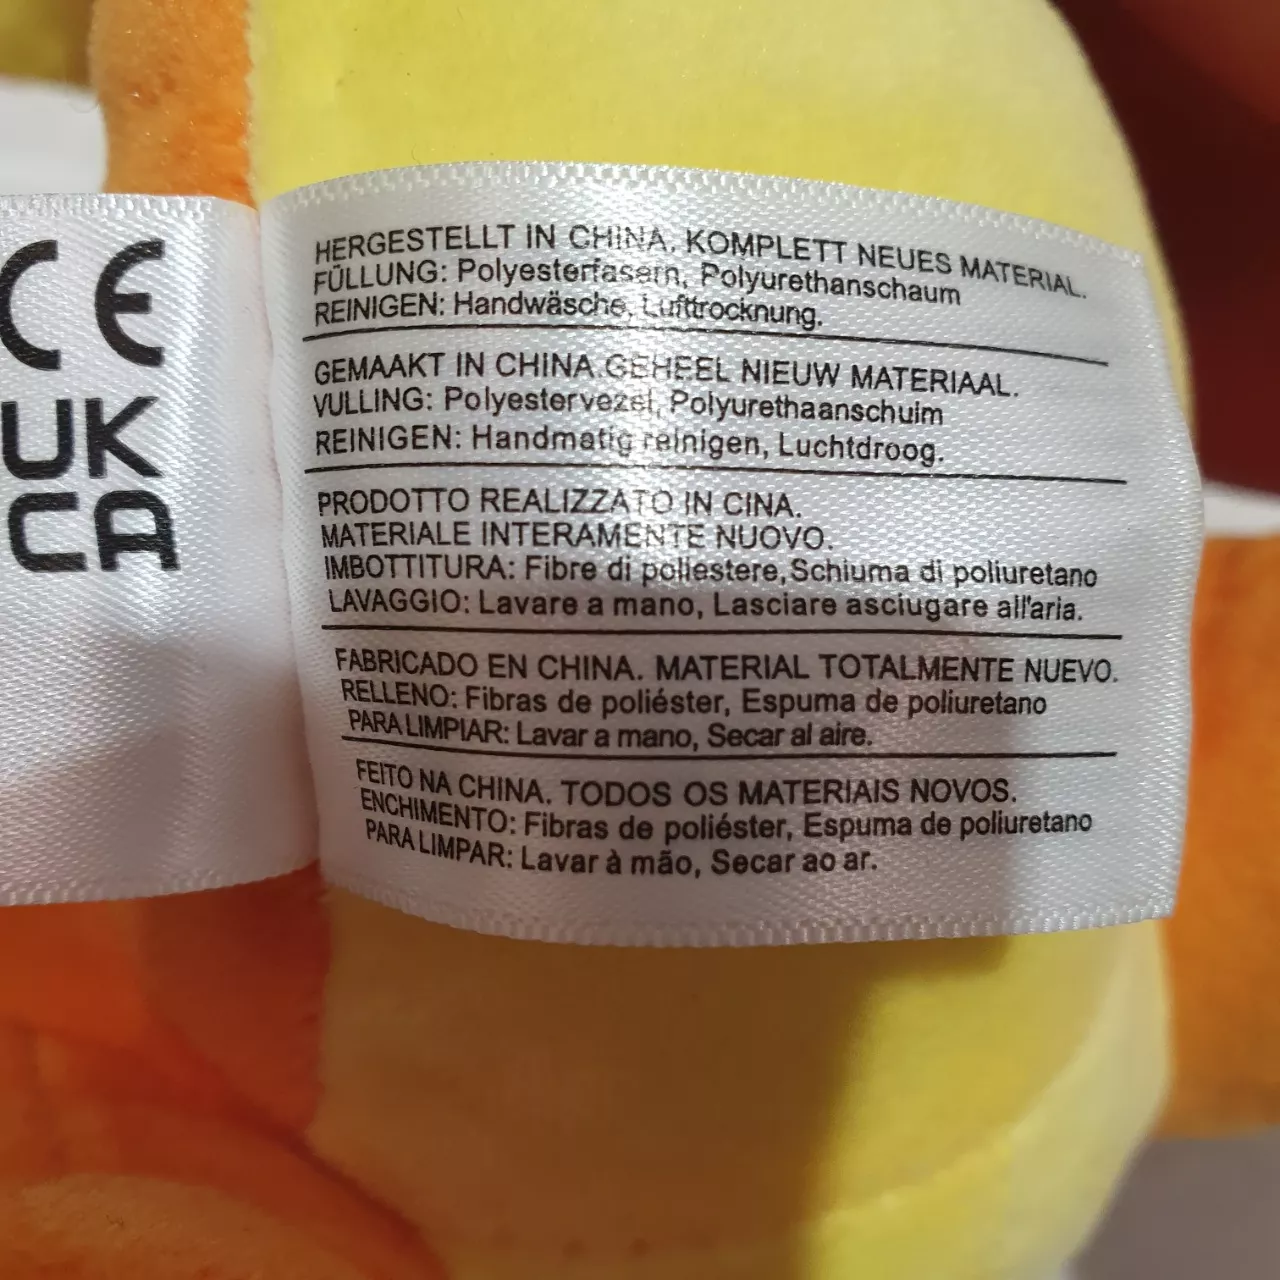 CE
UK
CA
HERGESTELLT IN CHINA. KOMPLETT NEUES MATERIAL.
FÜLLUNG: Polyesterfasern, Polyurethanschaum
REINIGEN: Handwäsche, Lufttrocknung.
GEMAAKT IN CHINA.GEHEEL NIEUW MATERIAAL.
VULLING: Polyestervezel, Polyurethaanschuim
REINIGEN: Handmatig reinigen, Luchtdroog.
PRODOTTO REALIZZATO IN CINA.
MATERIALE INTERAMENTE NUOVO.
IMBOTTITURA: Fibre di poliestere, Schiuma di poliuretano
LAVAGGIO: Lavare a mano, Lasciare asciugare all'aria.
FABRICADO EN CHINA. MATERIAL TOTALMENTE NUEVO.
RELLENO: Fibras de poliéster, Espuma de poliuretano
PARA LIMPIAR: Lavar a mano, Secar al aire.
FEITO NA CHINA. TODOS OS MATERIAIS NOVOS.
ENCHIMENTO: Fibras de poliéster, Espuma de poliuretano
PARA LIMPAR: Lavar à mão, Secar ao ar.